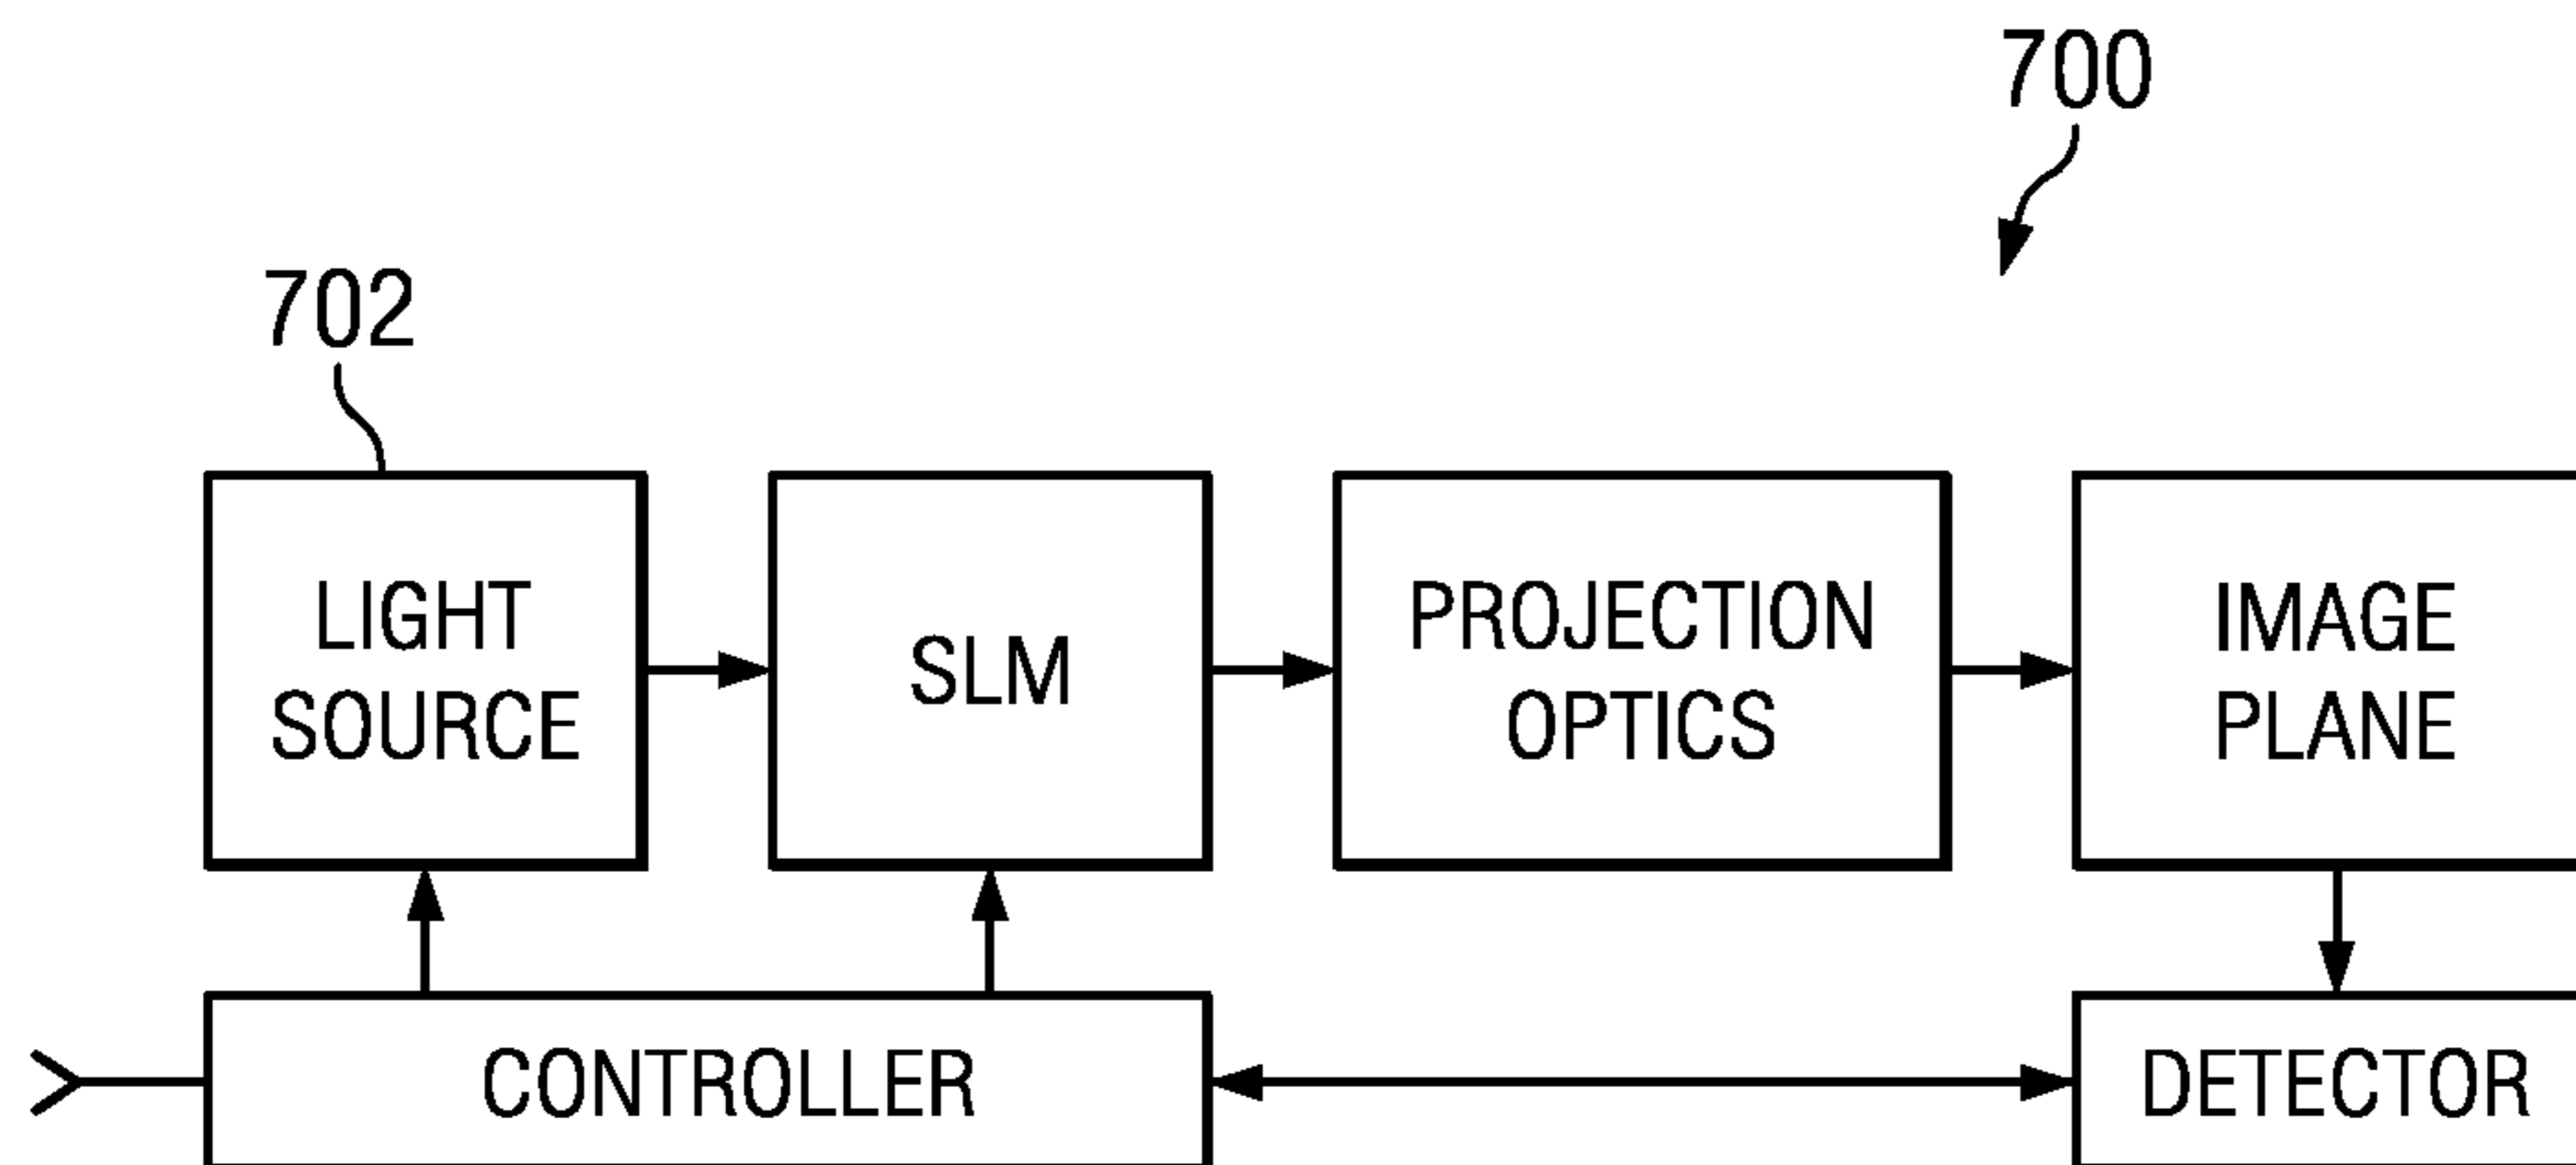 700
702
LIGHT
SOURCE
SLM
PROJECTION
OPTICS
IMAGE
PLANE
CONTROLLER
DETECTOR